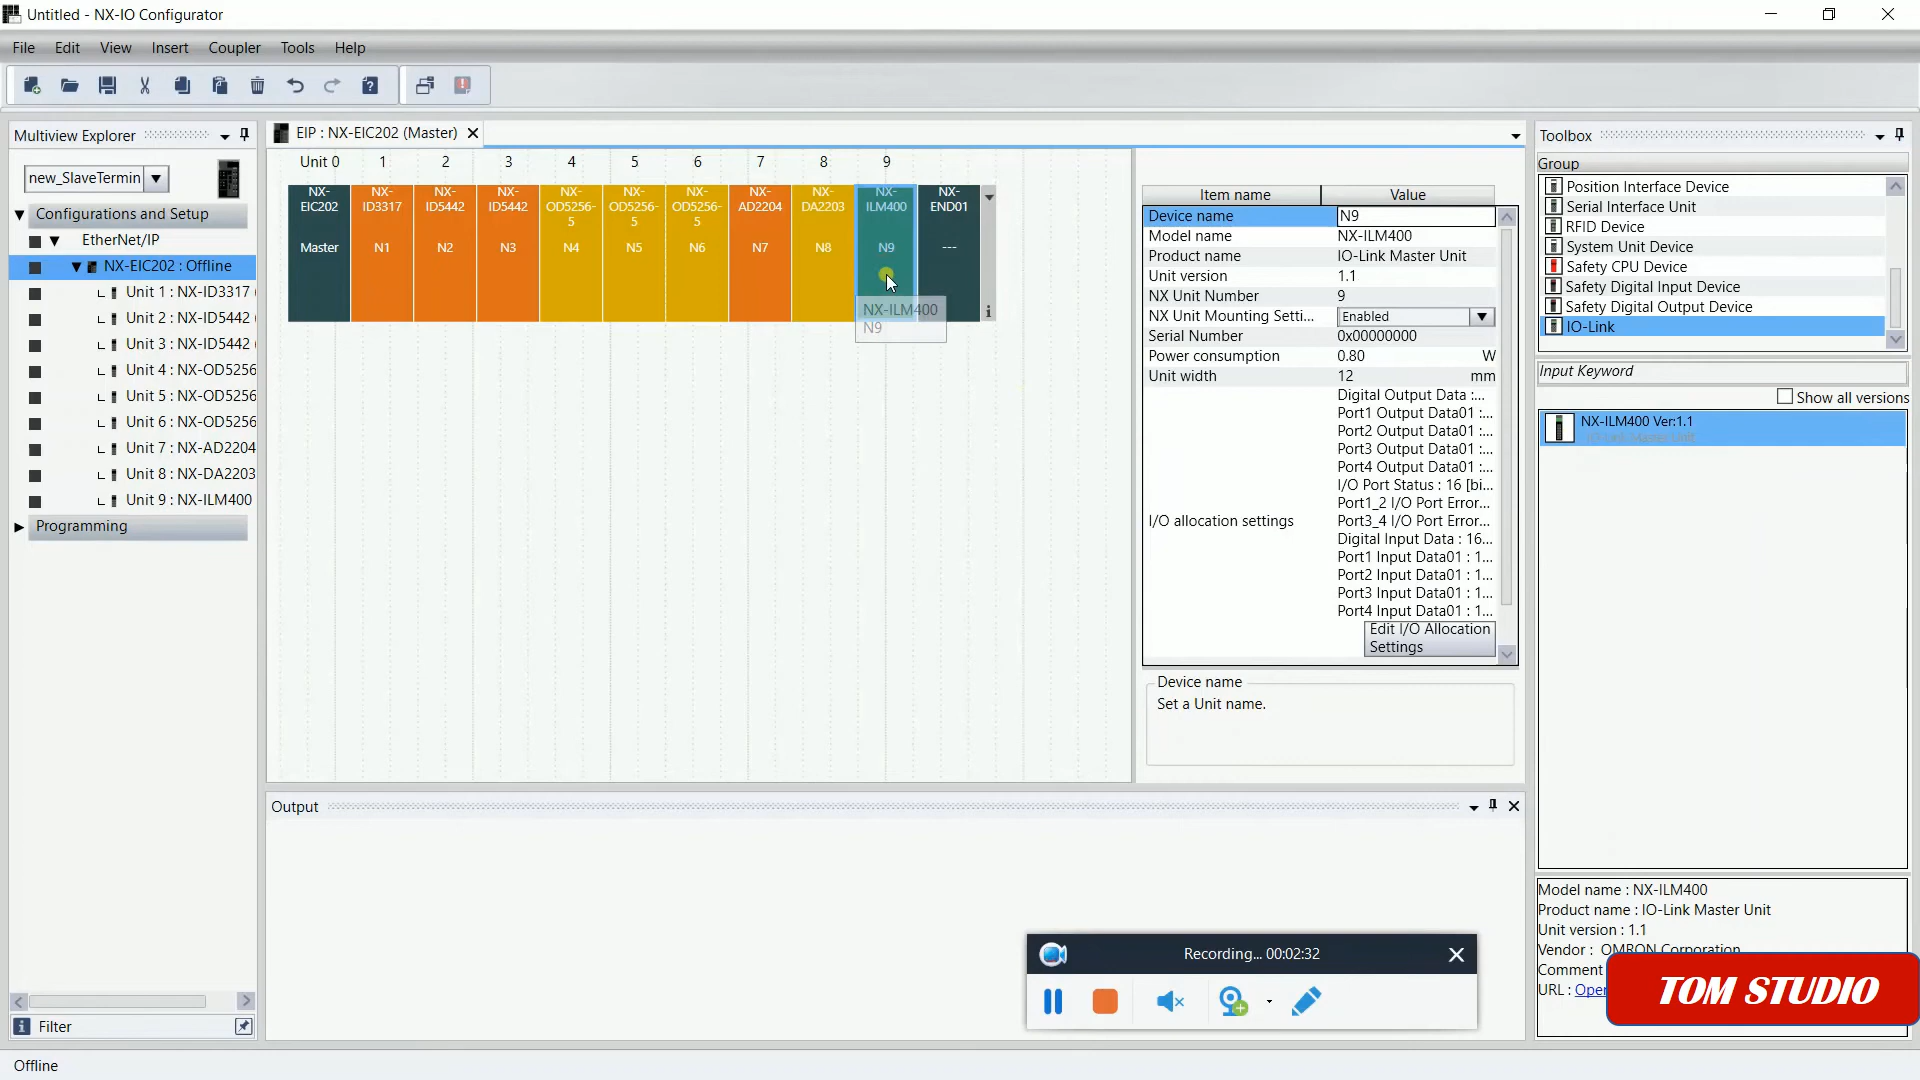 Untitled - NX-IO Configurator
File Edit View Insert Coupler Tools Help
Multiview Explorer
new_SlaveTermin
Configurations and Setup
EtherNet/IP
NX-EIC202 : Offline
Unit 1 : NX-ID3317 (
Unit 2 : NX-ID5442 (
Unit 3 : NX-ID5442 (
Unit 4 : NX-OD5256
Unit 5 : NX-OD5256
Unit 6 : NX-OD5256
Unit 7 : NX-AD2204
Unit 8 : NX-DA2203
Unit 9 : NX-ILM400
Programming
Filter
Offline
EIP : NX-EIC202 (Master)
Unit 0 1 2 3 4 5 6 7 8 9
NX- NX- NX- NX- NX- NX- NX- NX- NX- NX- NX-
EIC202 ID3317 ID5442 ID5442 OD5256- OD5256- OD5256- AD2204 DA2203 ILM400 END01
5 5 5
Master N1 N2 N3 N4 N5 N6 N7 N8 N9 ---
NX-ILM400
N9
Item name Value
Device name N9
Model name NX-ILM400
Product name IO-Link Master Unit
Unit version 1.1
NX Unit Number 9
NX Unit Mounting Setti... Enabled
Serial Number 0x00000000
Power consumption 0.80 W
Unit width 12 mm
I/O allocation settings
Digital Output Data :...
Port1 Output Data01 :...
Port2 Output Data01 :...
Port3 Output Data01 :...
Port4 Output Data01 :...
I/O Port Status : 16 [bi...
Port1_2 I/O Port Error...
Port3_4 I/O Port Error...
Digital Input Data : 16...
Port1 Input Data01 : 1...
Port2 Input Data01 : 1...
Port3 Input Data01 : 1...
Port4 Input Data01 : 1...
Edit I/O Allocation
Settings
Device name
Set a Unit name.
Output
Recording... 00:02:32
Toolbox
Group
Position Interface Device
Serial Interface Unit
RFID Device
System Unit Device
Safety CPU Device
Safety Digital Input Device
Safety Digital Output Device
IO-Link
Input Keyword
Show all versions
NX-ILM400 Ver:1.1
IO-Link Master Unit
Model name : NX-ILM400
Product name : IO-Link Master Unit
Unit version : 1.1
Vendor : OMRON Corporation
Comment
URL : Oper
TOM STUDIO